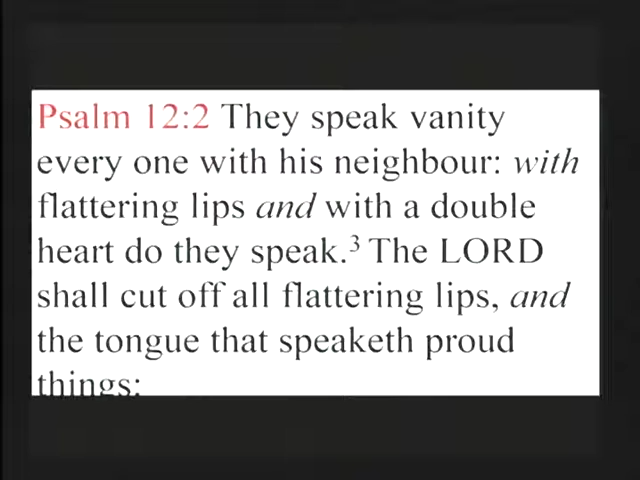 Psalm 12:2 They speak vanity
every one with his neighbour: with
flattering lips and with a double
heart do they speak.³ The LORD
shall cut off all flattering lips, and
the tongue that speaketh proud
things: